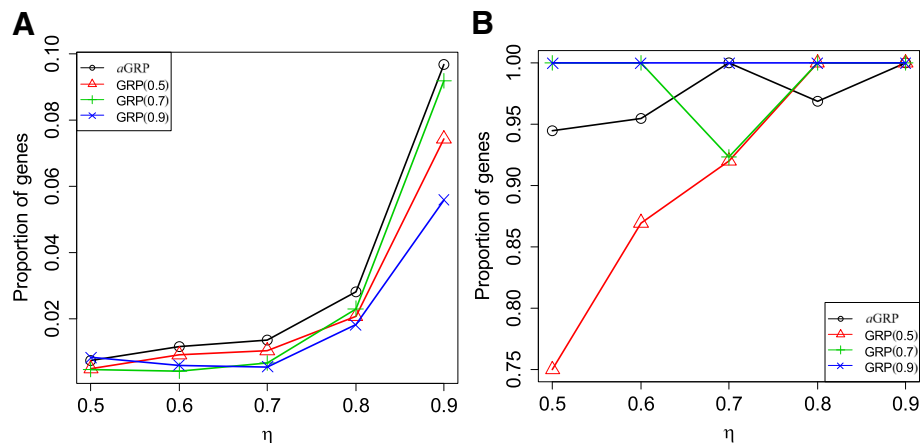 A
Proportion of genes
0.10
0.08
0.06
0.04
0.02
aGRP
GRP(0.5)
GRP(0.7)
GRP(0.9)
0.5 0.6 0.7 0.8 0.9
η
B
Proportion of genes
1.00
0.95
0.90
0.85
0.80
0.75
aGRP
GRP(0.5)
GRP(0.7)
GRP(0.9)
0.5 0.6 0.7 0.8 0.9
η